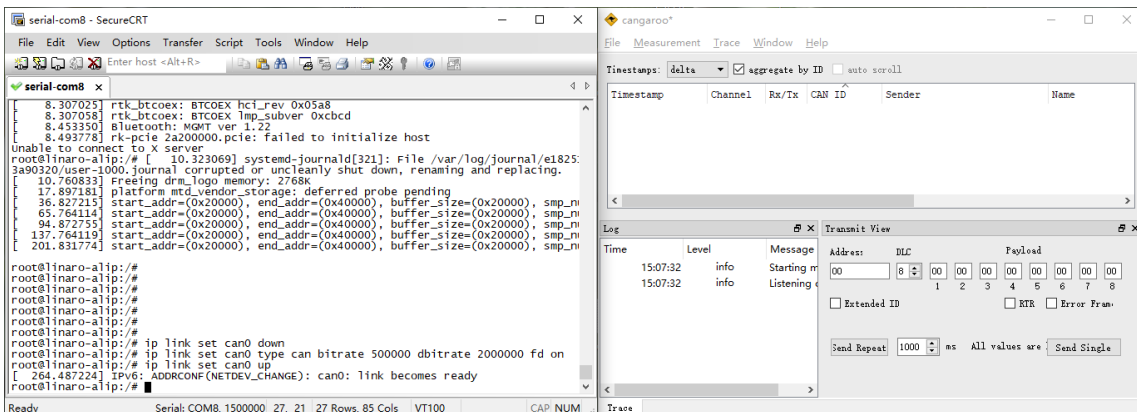 serial-com8 - SecureCRT
File Edit View Options Transfer Script Tools Window Help
Enter host <Alt+R>
serial-com8 x
[ 8.307025] rtk_btcoex: BTCOEX hci_rev 0x05a8
[ 8.307058] rtk_btcoex: BTCOEX lmp_subver 0xcbcd
[ 8.453350] Bluetooth: MGMT ver 1.22
[ 8.493778] rk-pcie 2a200000.pcie: failed to initialize host
Unable to connect to X server
root@linaro-alip:/# [ 10.323069] systemd-journald[321]: File /var/log/journal/e1825
3a90320/user-1000.journal corrupted or uncleanly shut down, renaming and replacing.
[ 10.760833] Freeing drm_logo memory: 2768K
[ 17.897181] platform mtd_vendor_storage: deferred probe pending
[ 36.827215] start_addr=(0x20000), end_addr=(0x40000), buffer_size=(0x20000), smp_n
[ 65.764114] start_addr=(0x20000), end_addr=(0x40000), buffer_size=(0x20000), smp_n
[ 94.872755] start_addr=(0x20000), end_addr=(0x40000), buffer_size=(0x20000), smp_n
[ 137.764119] start_addr=(0x20000), end_addr=(0x40000), buffer_size=(0x20000), smp_n
[ 201.831774] start_addr=(0x20000), end_addr=(0x40000), buffer_size=(0x20000), smp_n
root@linaro-alip:/#
root@linaro-alip:/#
root@linaro-alip:/#
root@linaro-alip:/#
root@linaro-alip:/#
root@linaro-alip:/#
root@linaro-alip:/# ip link set can0 down
root@linaro-alip:/# ip link set can0 type can bitrate 500000 dbitrate 2000000 fd on
root@linaro-alip:/# ip link set can0 up
[ 264.487224] IPv6: ADDRCONF(NETDEV_CHANGE): can0: link becomes ready
root@linaro-alip:/#
Ready Serial: COM8, 1500000 27, 21 27 Rows, 85 Cols VT100 CAP NUM
cangaroo*
File Measurement Trace Window Help
Timestamps: delta aggregate by ID auto scroll
Timestamp Channel Rx/Tx CAN ID Sender Name
Log
Time Level Message
15:07:32 info Starting m
15:07:32 info Listening
Transmit View
Address: DLC Payload
00 8 00 00 00 00 00 00 00 00
1 2 3 4 5 6 7 8
Extended ID RTR Error Fram
Send Repeat 1000 ms All values are Send Single
Trace